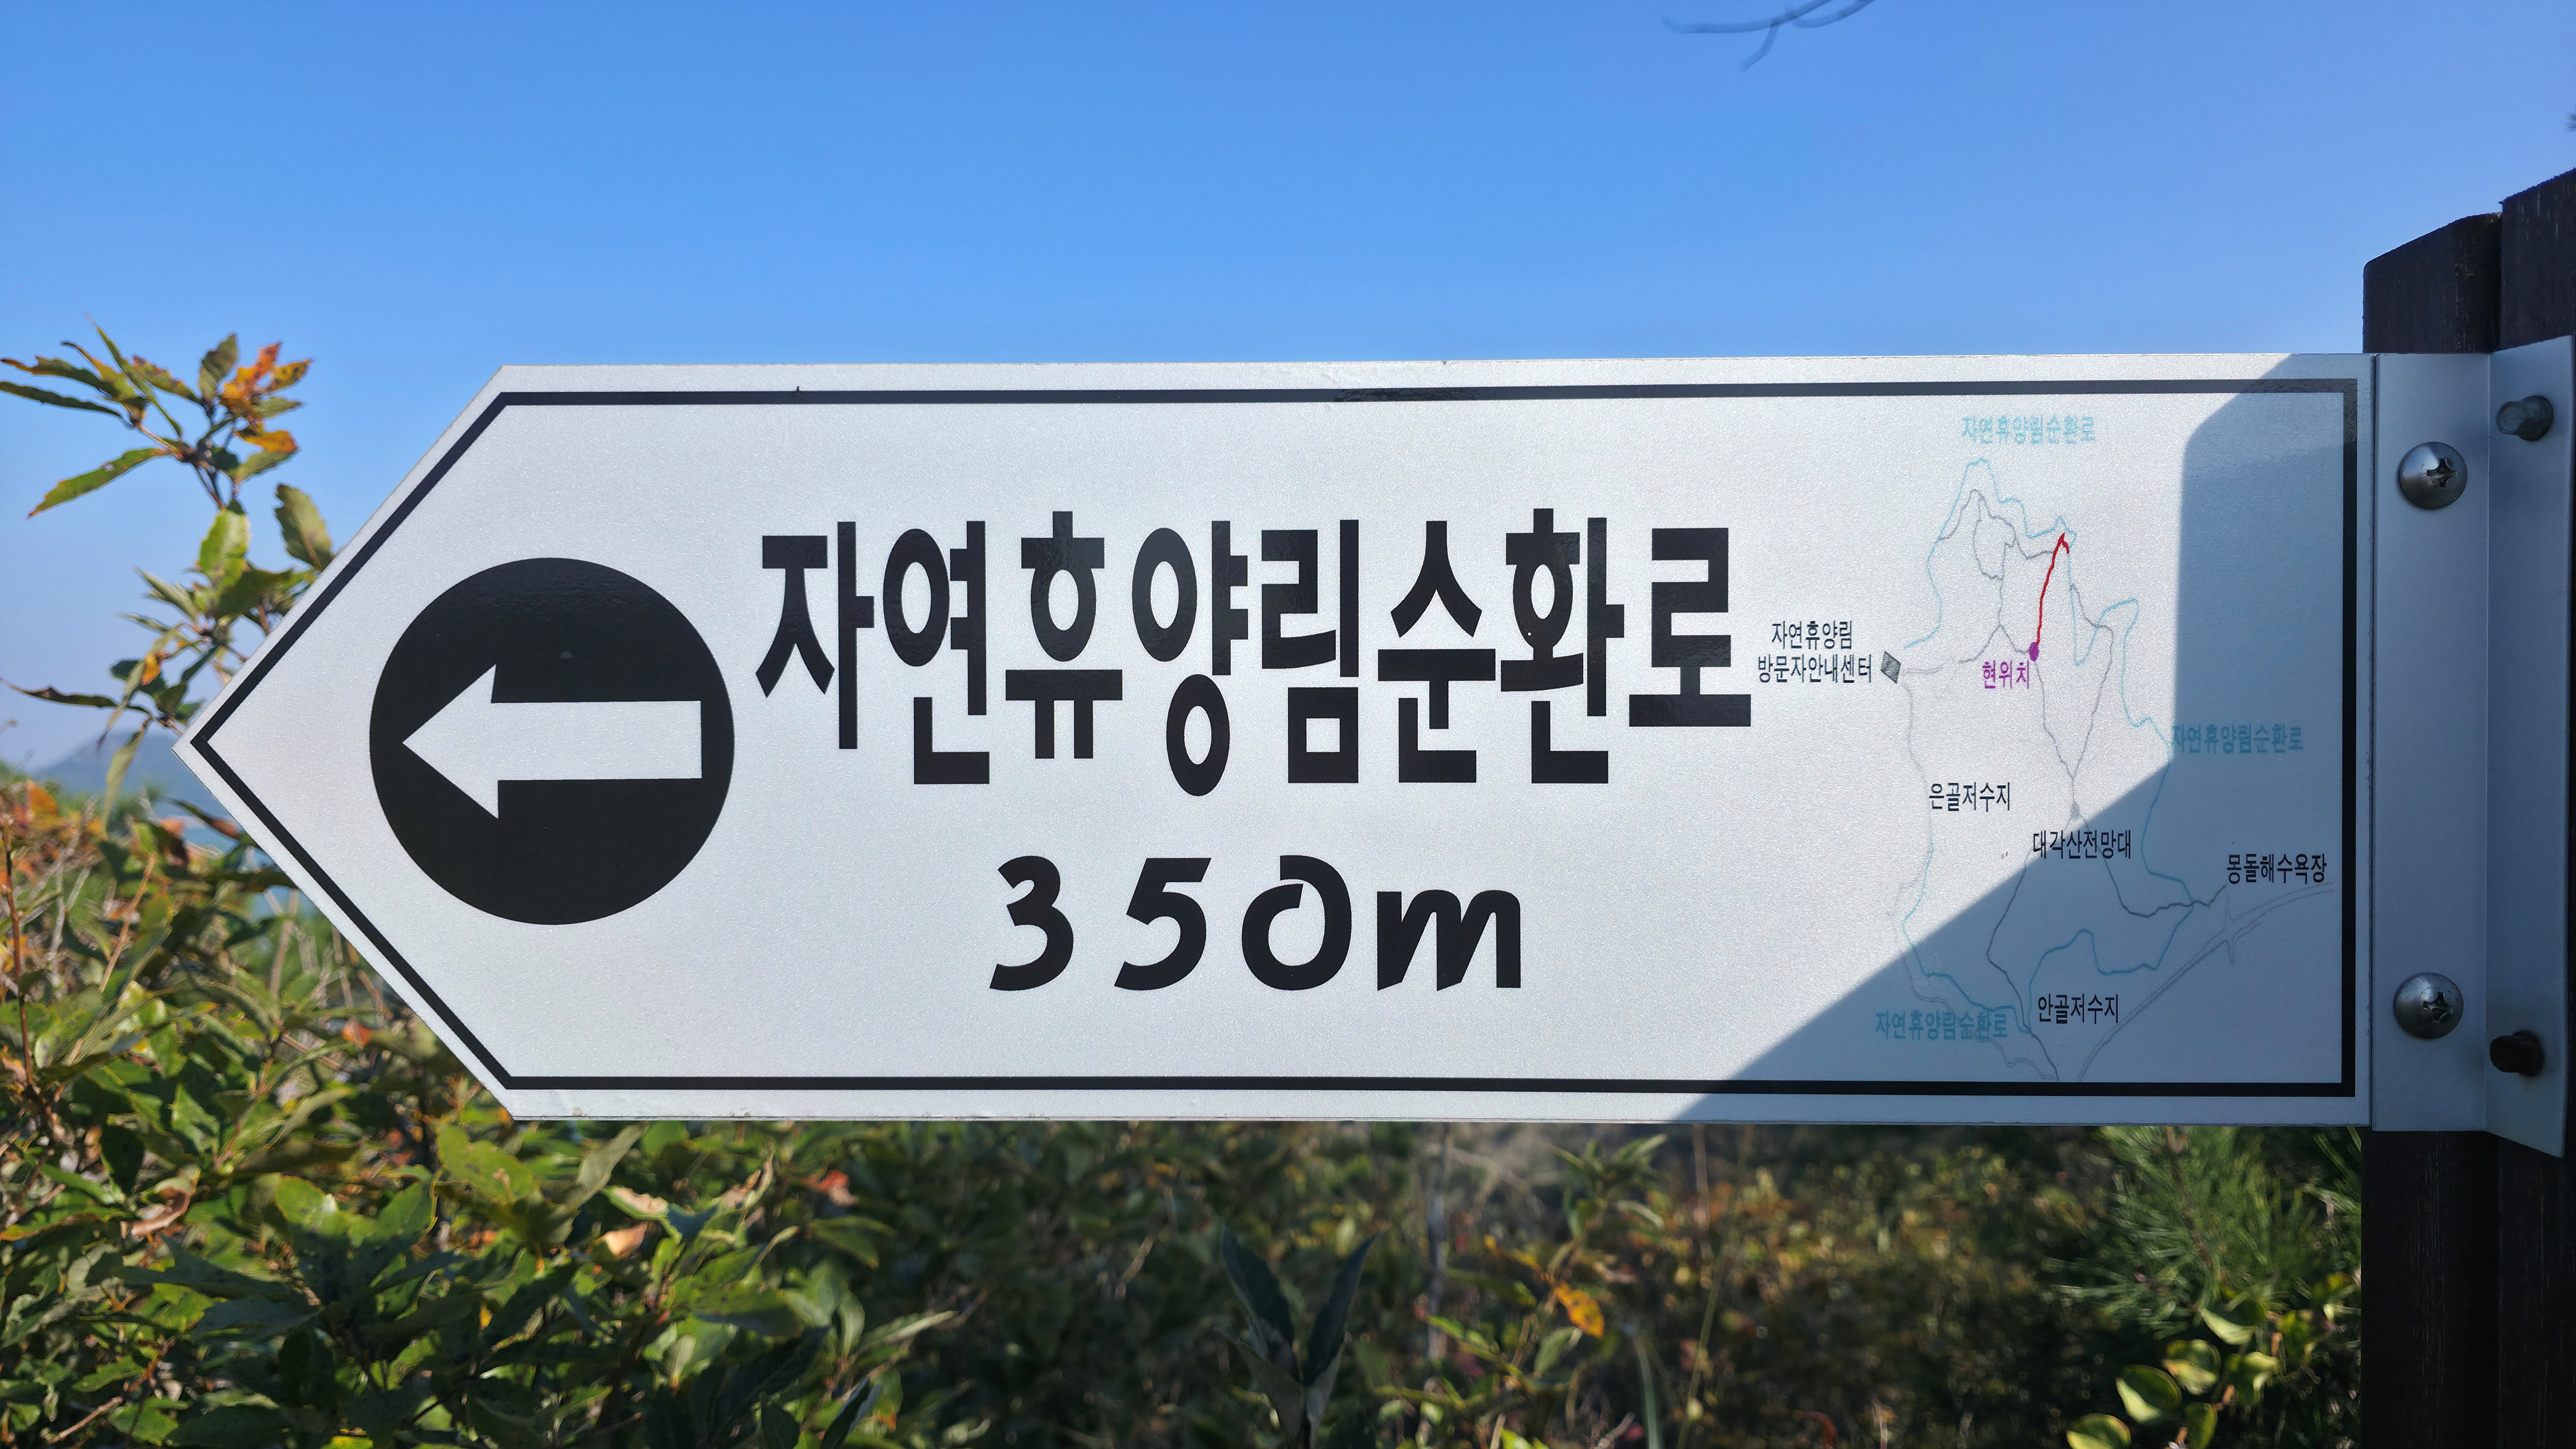 자연휴양림순환로
350m
자연휴양림순환로
자연휴양림
방문자안내센터
현위치
자연휴양림순환로
은골저수지
대각산전망대
몽돌해수욕장
안골저수지
자연휴양림순환로